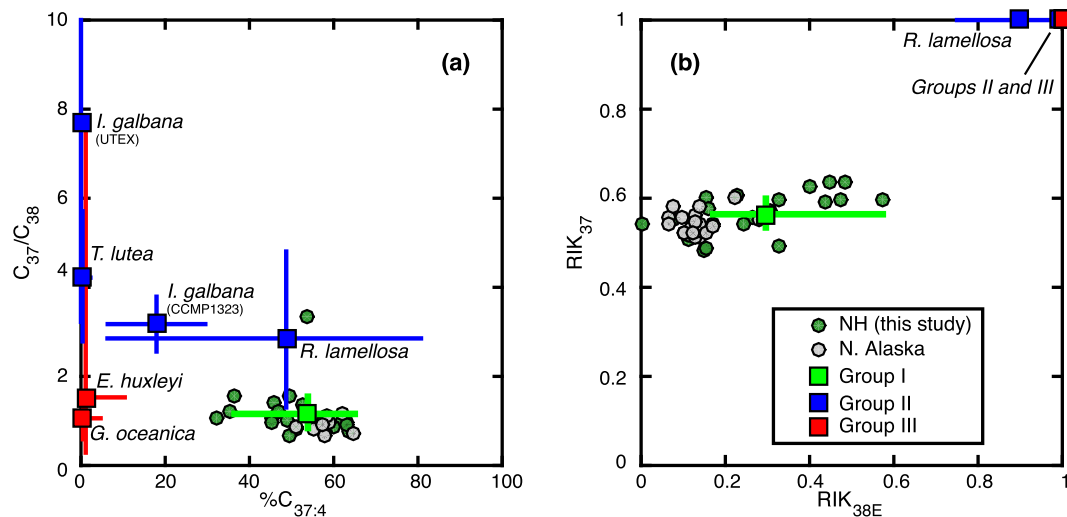 (a)
10
8
6
4
2
0
C37/C38
I. galbana
(UTEX)
T. lutea
I. galbana
(CCMP1323)
R. lamellosa
E. huxleyi
G. oceanica
0 20 40 60 80 100
%C37:4
(b)
1
0.8
0.6
0.4
0.2
0
RIK37
R. lamellosa
Groups II and III
NH (this study)
N. Alaska
Group I
Group II
Group III
0 0.2 0.4 0.6 0.8 1
RIK38E